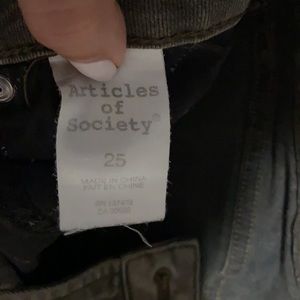 Articles
of
Society®
25
MADE IN CHINA
FAIT EN CHINE